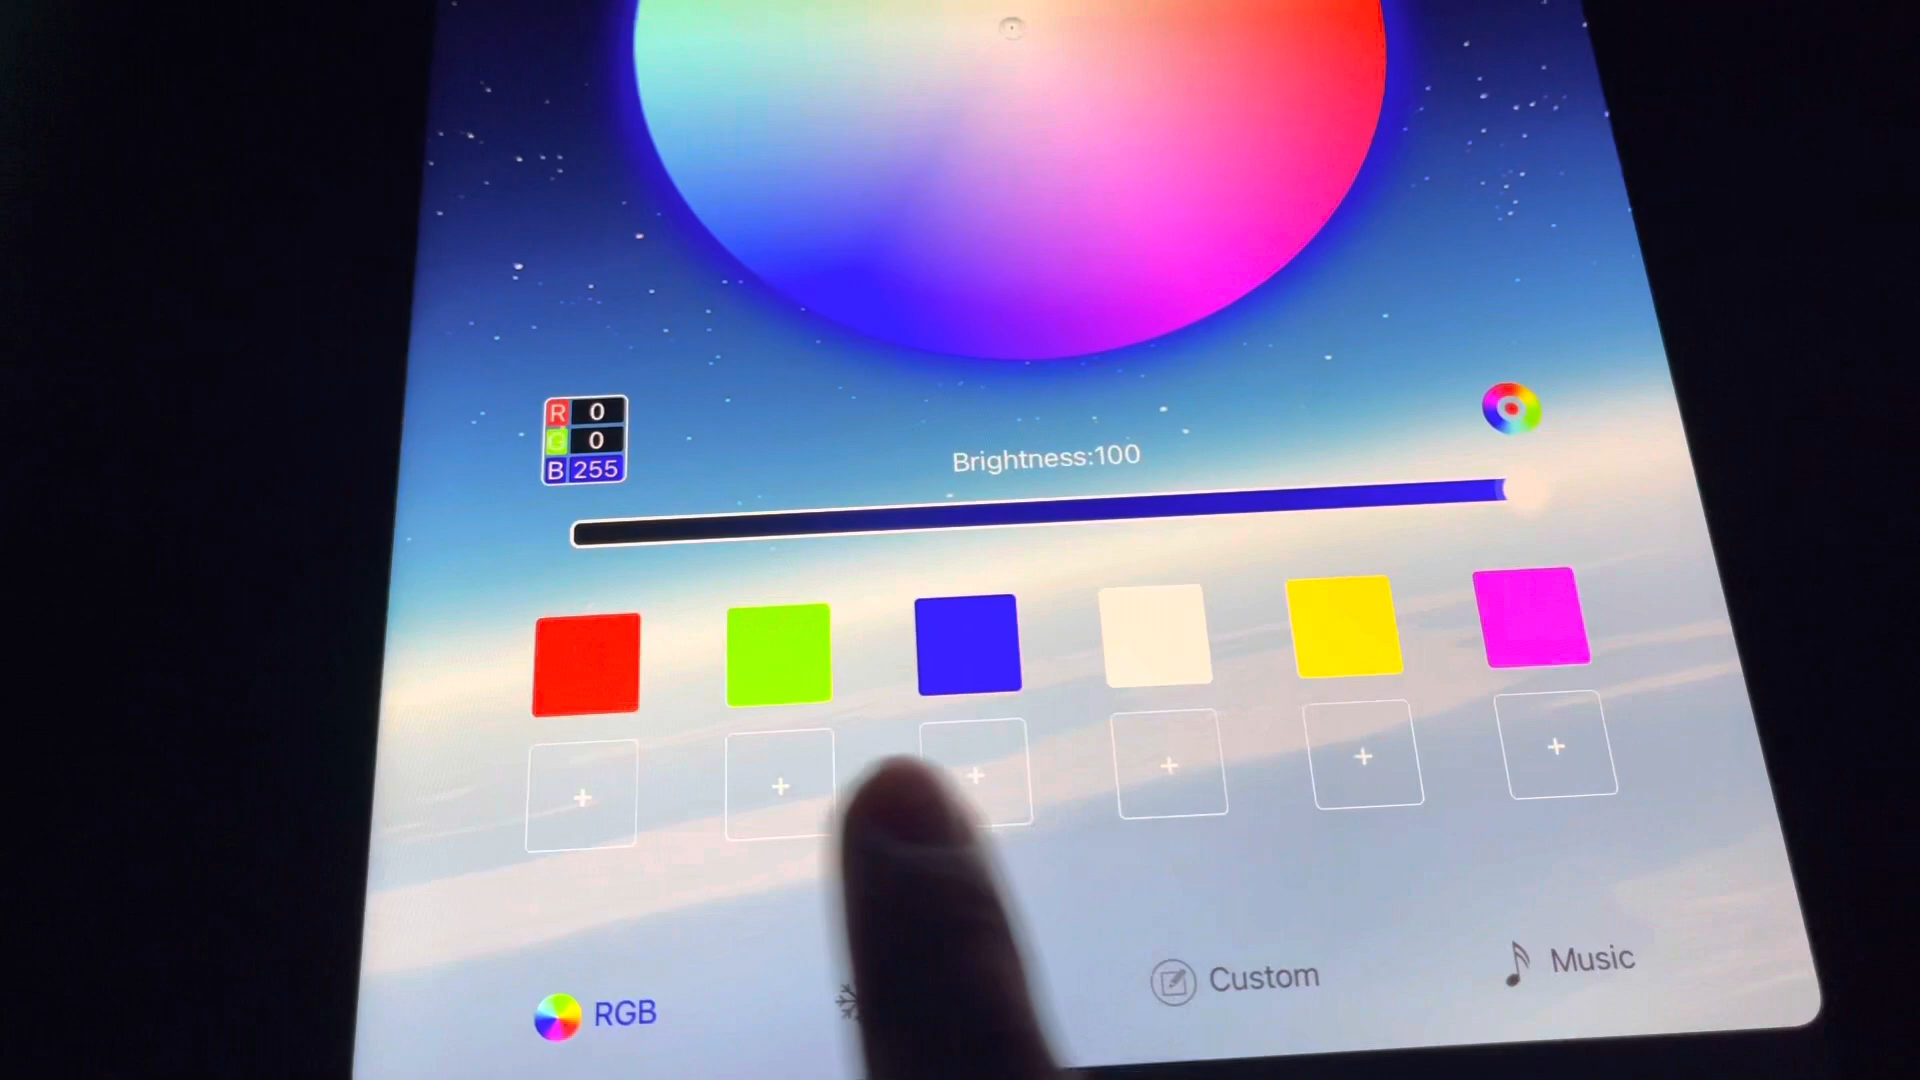 R 0
G 0
B 255
Brightness:100
+ + + + + +
RGB
Custom
Music